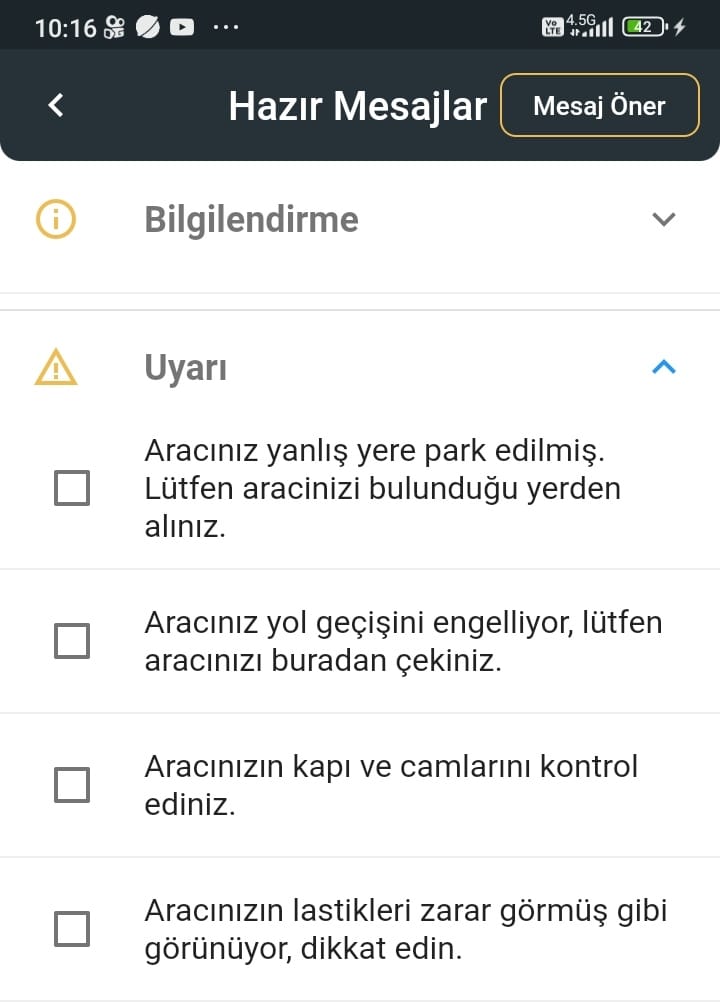 10:16
Vo LTE 4.5G 42
Hazır Mesajlar
Mesaj Öner
Bilgilendirme
Uyarı
Aracınız yanlış yere park edilmiş.
Lütfen aracinizi bulunduğu yerden
alınız.
Aracınız yol geçişini engelliyor, lütfen
aracınızı buradan çekiniz.
Aracınızın kapı ve camlarını kontrol
ediniz.
Aracınızın lastikleri zarar görmüş gibi
görünüyor, dikkat edin.